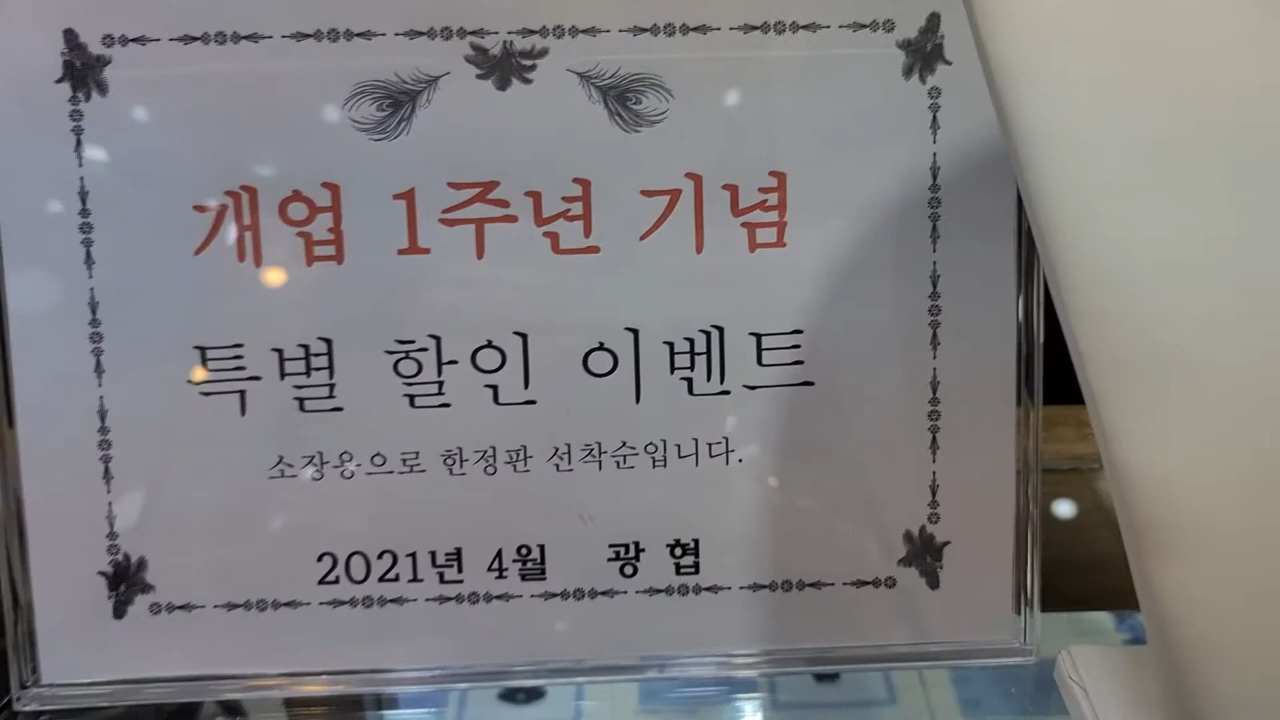 개업 1주년 기념
특별 할인 이벤트
소장용으로 한정판 선착순입니다.
2021년 4월 광 협